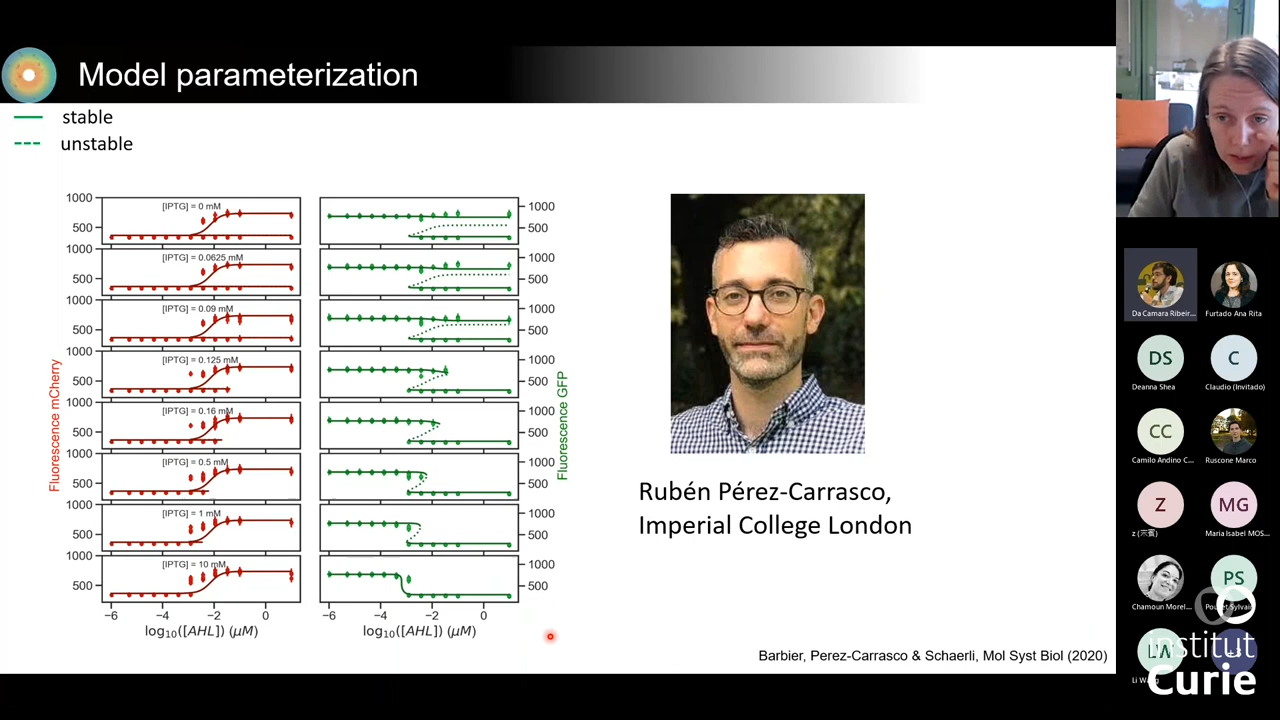 Model parameterization
stable
unstable
Fluorescence mCherry
1000
500
[IPTG] = 0 mM
1000
500
1000
500
[IPTG] = 0.0625 mM
1000
500
1000
500
[IPTG] = 0.09 mM
1000
500
1000
500
[IPTG] = 0.125 mM
1000
500
1000
500
[IPTG] = 0.16 mM
1000
500
1000
500
[IPTG] = 0.5 mM
1000
500
1000
500
[IPTG] = 1 mM
1000
500
1000
500
[IPTG] = 10 mM
1000
500
Fluorescence GFP
−6 −4 −2 0
−6 −4 −2 0
log10([AHL]) (μM)
log10([AHL]) (μM)
Rubén Pérez-Carrasco,
Imperial College London
Barbier, Perez-Carrasco & Schaerli, Mol Syst Biol (2020)
Da Camara Ribeir...
Furtado Ana Rita
DS
Deanna Shea
C
Claudio (Invitado)
CC
Camilo Andino C...
Ruscone Marco
Z
z (宗賓)
MG
Maria Isabel MOS...
Chamoun Morel...
PS
LW
institut
Curie